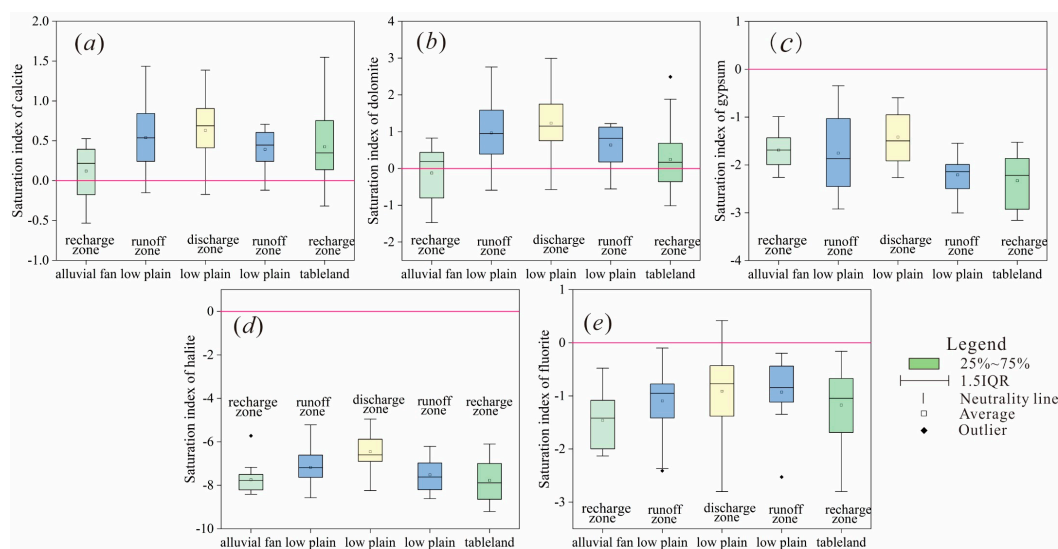 (a)
Saturation index of calcite
2.0
1.5
1.0
0.5
0.0
-0.5
-1.0
recharge
zone
runoff
zone
discharge
zone
runoff
zone
recharge
zone
alluvial fan low plain low plain low plain tableland
(b)
Saturation index of dolomite
4
3
2
1
0
-1
-2
recharge
zone
runoff
zone
discharge
zone
runoff
zone
recharge
zone
alluvial fan low plain low plain low plain tableland
(c)
Saturation index of gypsum
0
-1
-2
-3
-4
recharge
zone
runoff
zone
discharge
zone
runoff
zone
recharge
zone
alluvial fan low plain low plain low plain tableland
(d)
Saturation index of halite
0
-2
-4
-6
-8
-10
recharge
zone
runoff
zone
discharge
zone
runoff
zone
recharge
zone
alluvial fan low plain low plain low plain tableland
(e)
Saturation index of fluorite
1
0
-1
-2
-3
recharge
zone
runoff
zone
discharge
zone
runoff
zone
recharge
zone
alluvial fan low plain low plain low plain tableland
Legend
25%~75%
1.5IQR
Neutrality line
Average
Outlier